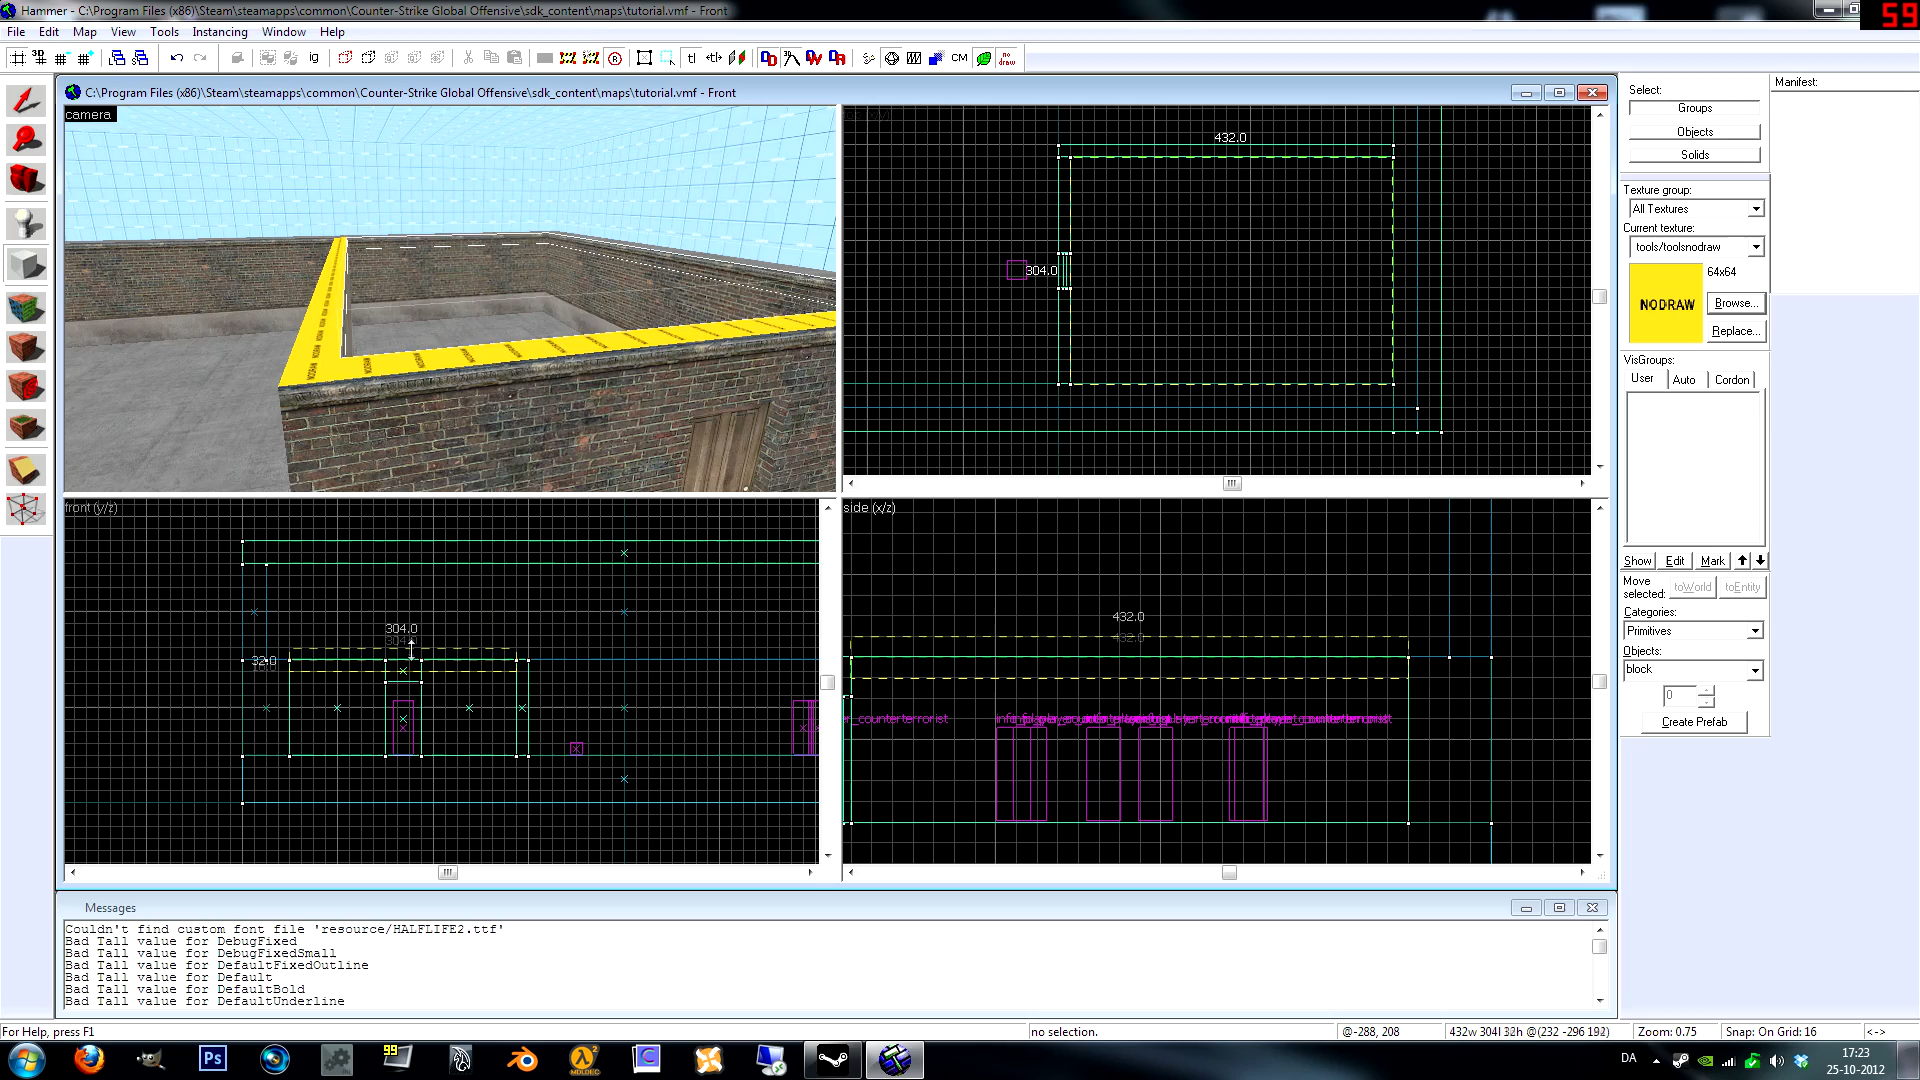 Hammer - C:\Program Files (x86)\Steam\steamapps\common\Counter-Strike Global Offensive\sdk_content\maps\tutorial.vmf - Front
59
File Edit Map View Tools Instancing Window Help
C:\Program Files (x86)\Steam\steamapps\common\Counter-Strike Global Offensive\sdk_content\maps\tutorial.vmf - Front
camera
432.0
304.0
front (y/z)
304.0
32.0
side (x/z)
432.0
432.0
Select:
Groups
Objects
Solids
Manifest:
Texture group:
All Textures
Current texture:
tools/toolsnodraw
64x64
NODRAW
Browse...
Replace...
VisGroups:
User Auto Cordon
Show Edit Mark
Move selected:
toWorld toEntity
Categories:
Primitives
Objects:
block
0
Create Prefab
Messages
Couldn't find custom font file 'resource/HALFLIFE2.ttf'
Bad Tall value for DebugFixed
Bad Tall value for DebugFixedSmall
Bad Tall value for DefaultFixedOutline
Bad Tall value for Default
Bad Tall value for DefaultBold
Bad Tall value for DefaultUnderline
For Help, press F1
no selection.
@-288, 208
432w 304l 32h @(232 -296 192)
Zoom: 0.75
Snap: On Grid: 16
<->
Ps
99
DA
17:23
25-10-2012